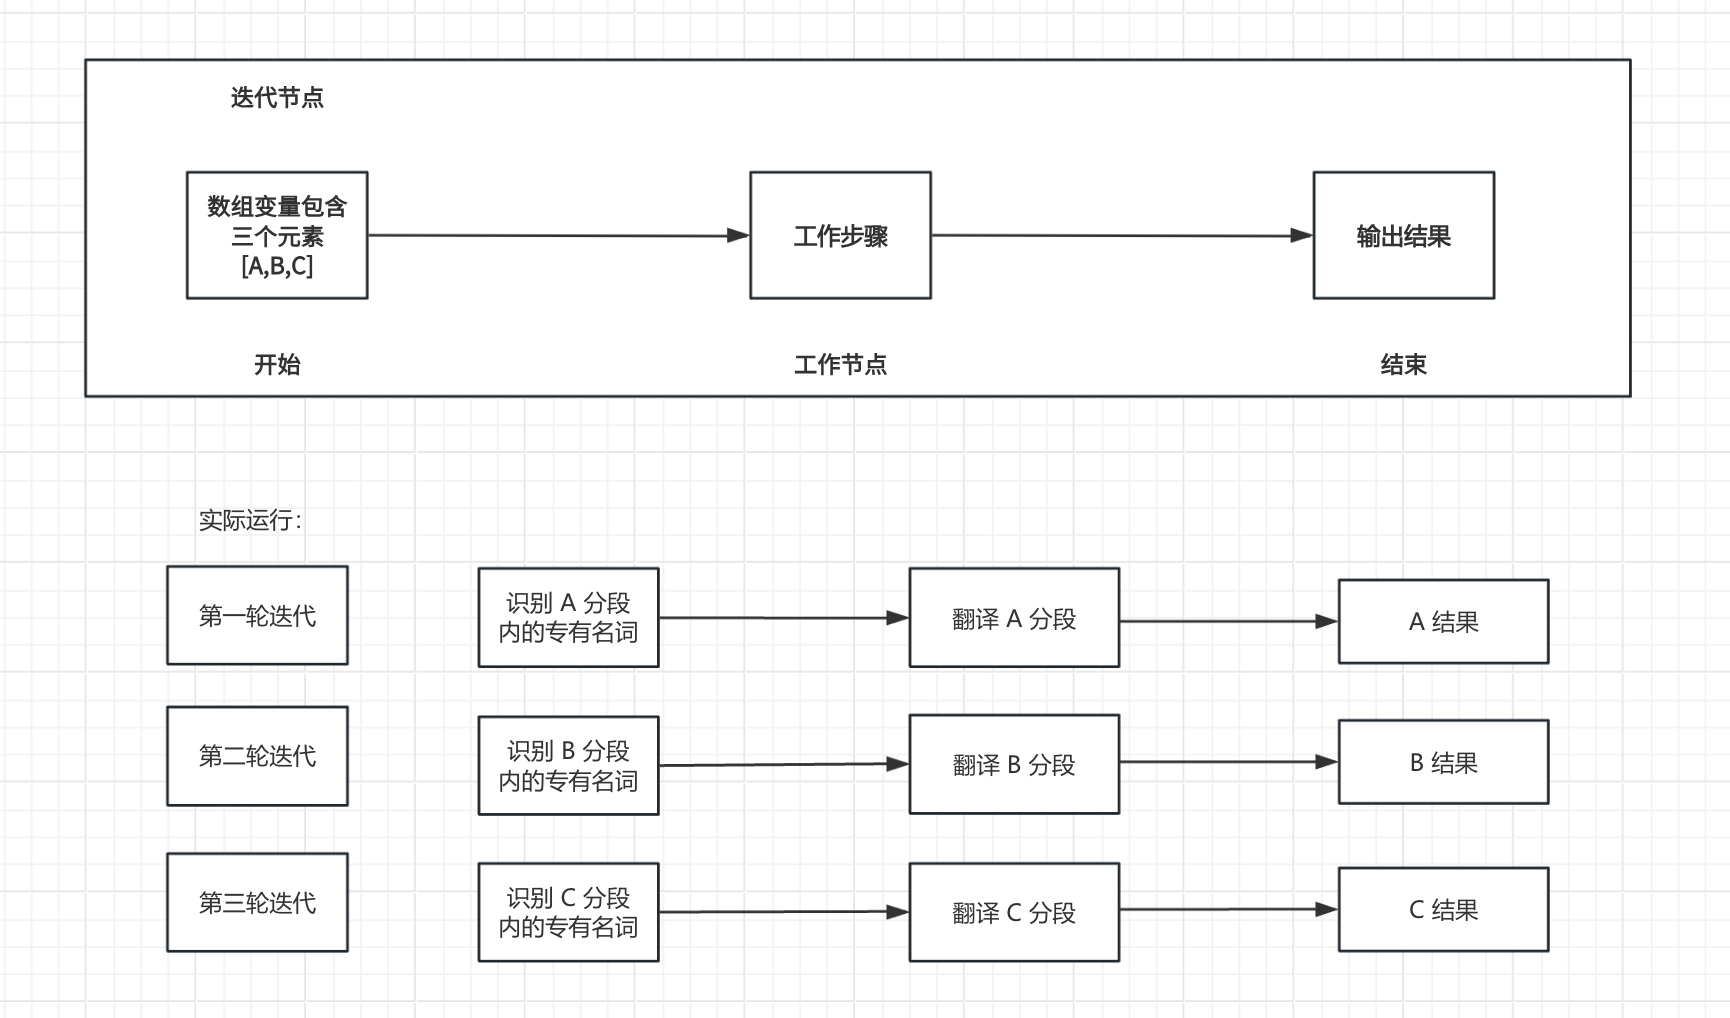 迭代节点
数组变量包含
三个元素
[A,B,C]
工作步骤
输出结果
开始
工作节点
结束
实际运行：
第一轮迭代
识别 A 分段
内的专有名词
翻译 A 分段
A 结果
第二轮迭代
识别 B 分段
内的专有名词
翻译 B 分段
B 结果
第三轮迭代
识别 C 分段
内的专有名词
翻译 C 分段
C 结果